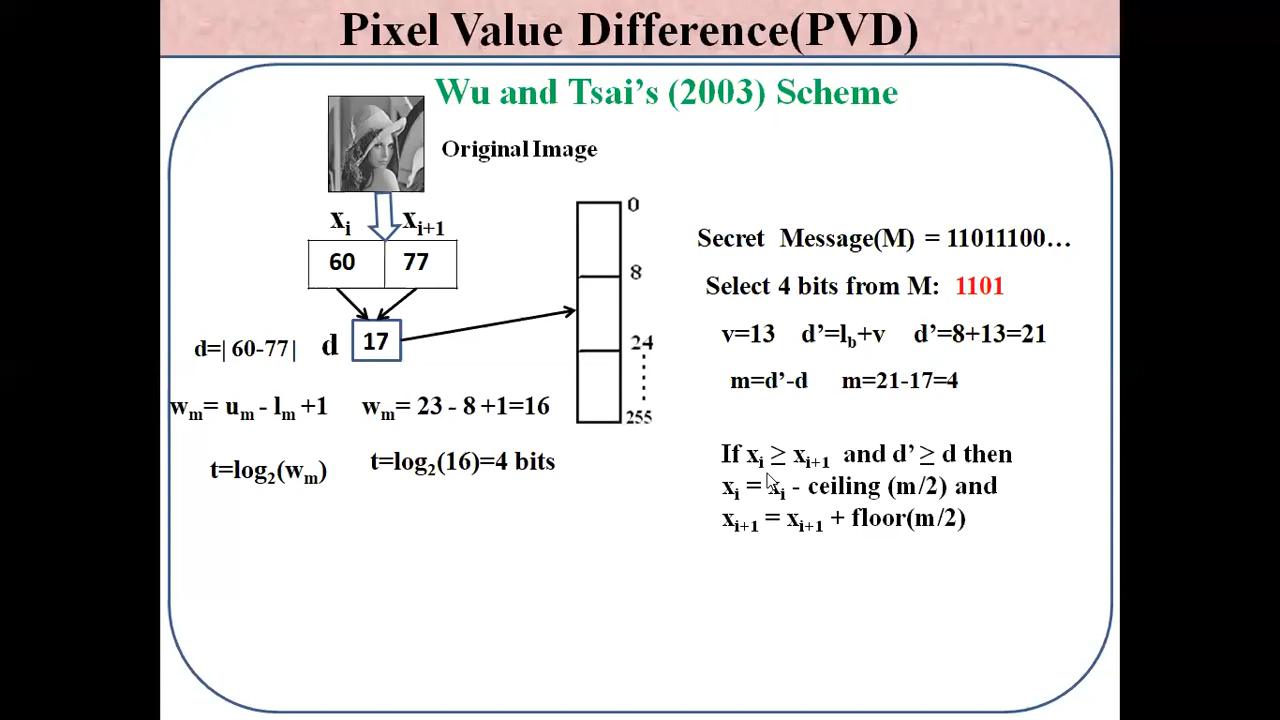 Pixel Value Difference(PVD)
Wu and Tsai's (2003) Scheme
Original Image
xi xi+1
60 77
d=| 60-77| d 17
wm= um - lm +1 wm= 23 - 8 +1=16
t=log2(wm) t=log2(16)=4 bits
0
8
24
255
Secret Message(M) = 11011100…
Select 4 bits from M: 1101
v=13 d'=lb+v d'=8+13=21
m=d'-d m=21-17=4
If xi ≥ xi+1 and d' ≥ d then
xi = xi - ceiling (m/2) and
xi+1 = xi+1 + floor(m/2)